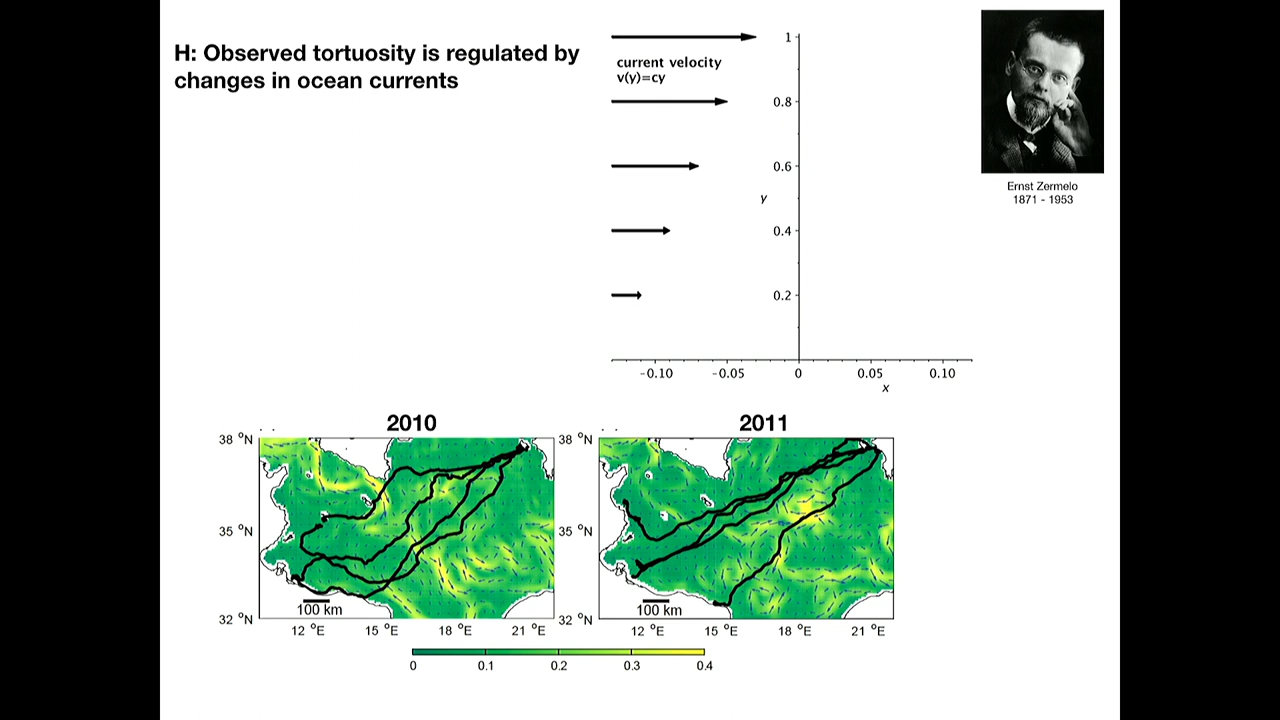 H: Observed tortuosity is regulated by
changes in ocean currents
current velocity
v(y)=cy
1
0.8
0.6
y
0.4
0.2
-0.10 -0.05 0 0.05 0.10
x
Ernst Zermelo
1871 - 1953
2010
38 °N
35 °N
32 °N
100 km
12 °E 15 °E 18 °E 21 °E
2011
38 °N
35 °N
32 °N
100 km
12 °E 15 °E 18 °E 21 °E
0 0.1 0.2 0.3 0.4